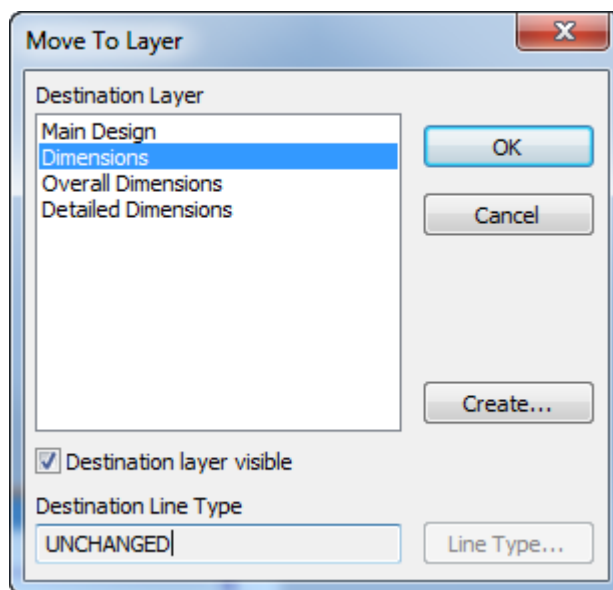 Move To Layer
Destination Layer
Main Design
Dimensions
Overall Dimensions
Detailed Dimensions
OK
Cancel
Create...
Destination layer visible
Destination Line Type
UNCHANGED
Line Type...